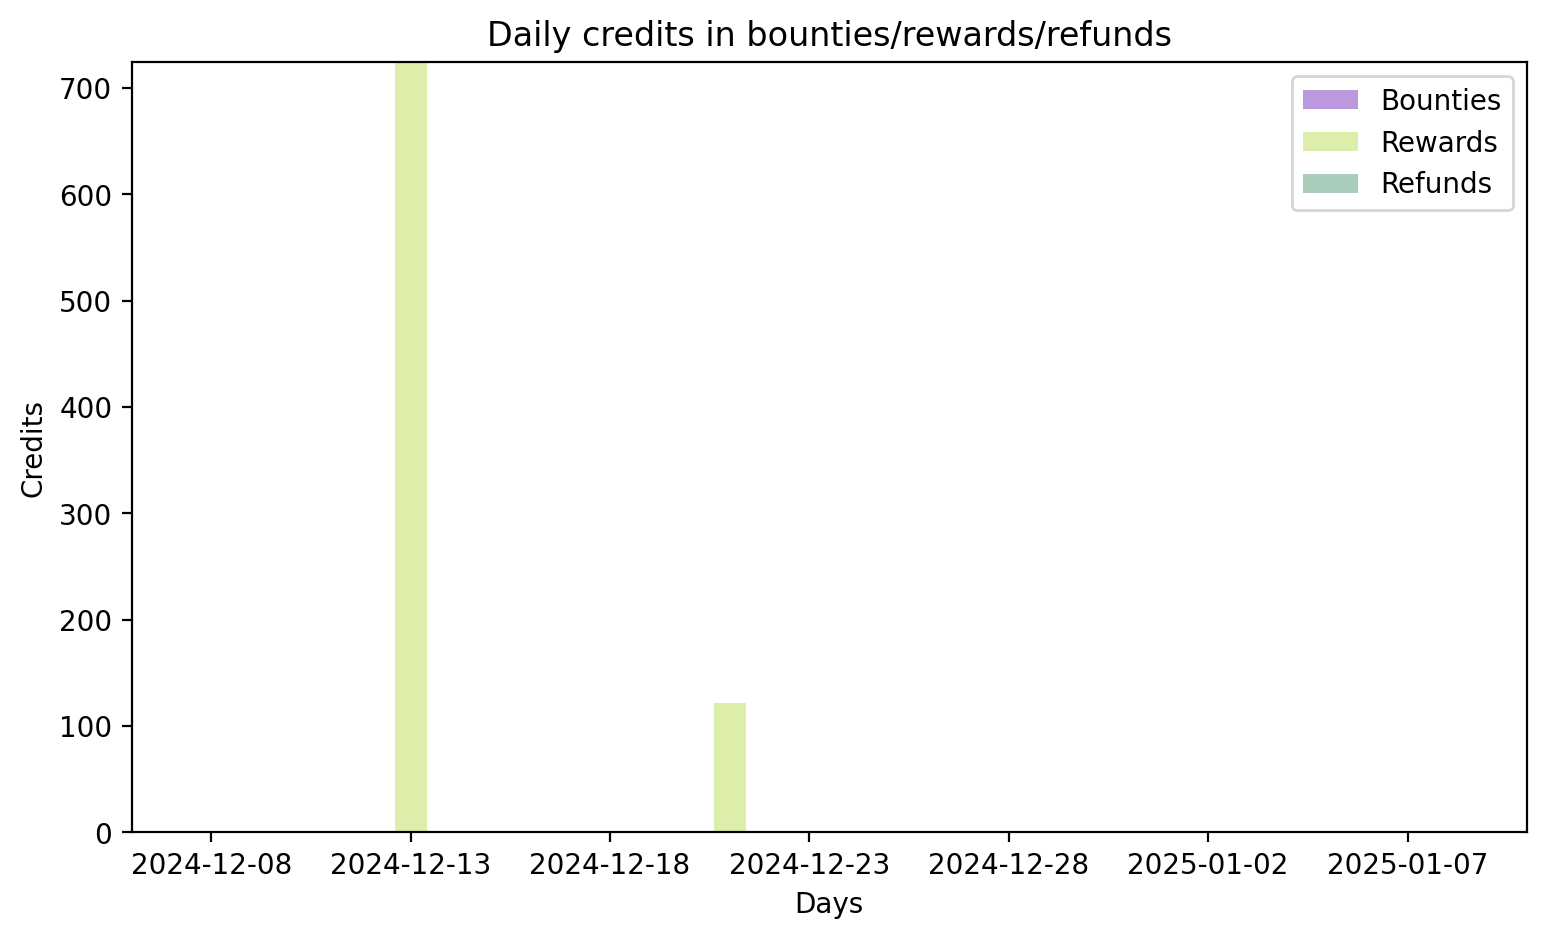 Daily credits in bounties/rewards/refunds
700
600
500
400
300
200
100
0
Credits
Bounties
Rewards
Refunds
2024-12-08 2024-12-13 2024-12-18 2024-12-23 2024-12-28 2025-01-02 2025-01-07
Days